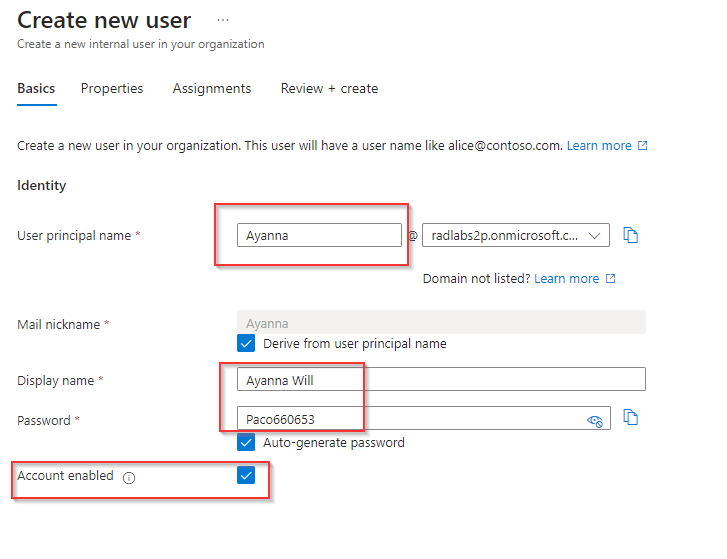 Create new user ...
Create a new internal user in your organization
Basics Properties Assignments Review + create
Create a new user in your organization. This user will have a user name like alice@contoso.com. Learn more
Identity
User principal name * Ayanna @ radlabs2p.onmicrosoft.c...
Domain not listed? Learn more
Mail nickname * Ayanna
Derive from user principal name
Display name * Ayanna Will
Password * Paco660653
Auto-generate password
Account enabled